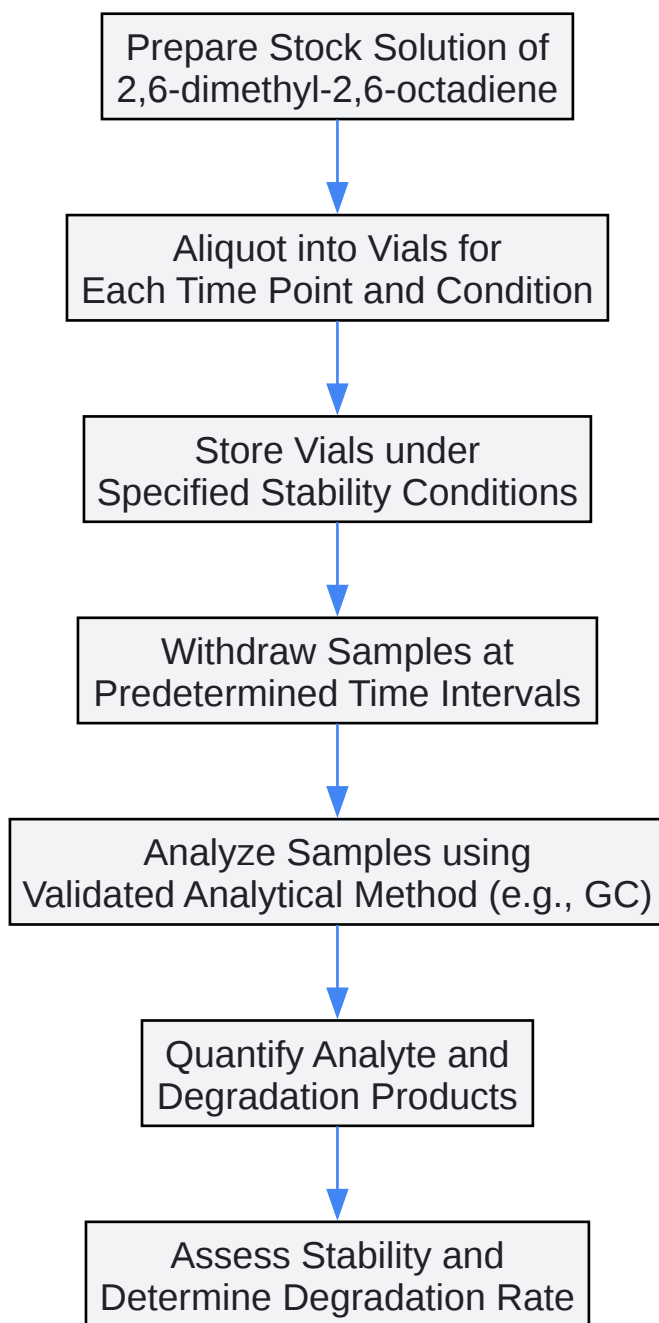 Prepare Stock Solution of
2,6-dimethyl-2,6-octadiene
Aliquot into Vials for
Each Time Point and Condition
Store Vials under
Specified Stability Conditions
Withdraw Samples at
Predetermined Time Intervals
Analyze Samples using
Validated Analytical Method (e.g., GC)
Quantify Analyte and
Degradation Products
Assess Stability and
Determine Degradation Rate